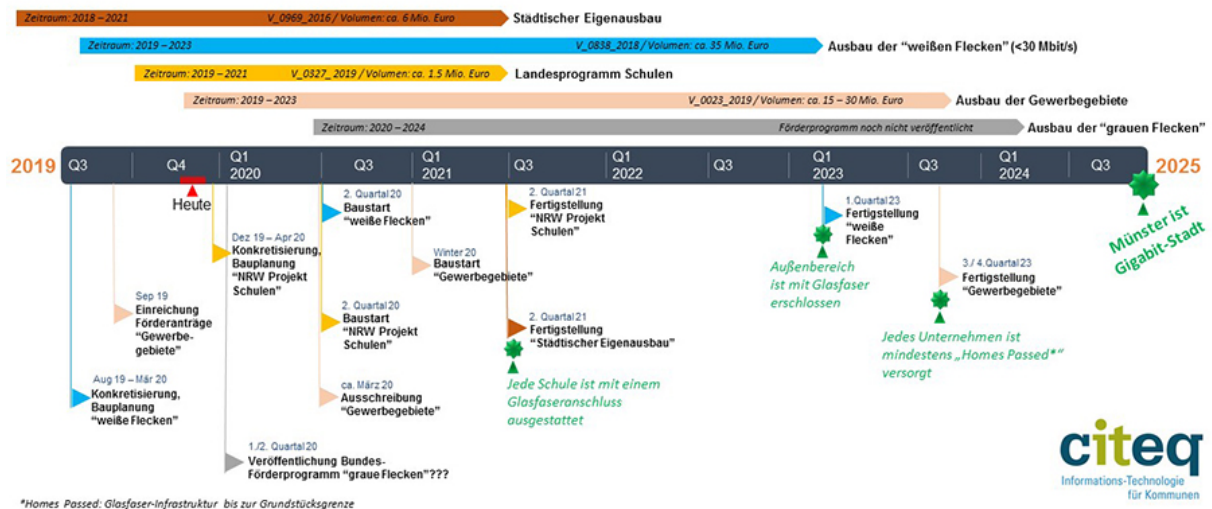 Zeitraum: 2018 – 2021 V_0969_2016 / Volumen: ca. 6 Mio. Euro Städtischer Eigenausbau
Zeitraum: 2019 – 2023 V_0838_2018 / Volumen: ca. 35 Mio. Euro Ausbau der “weißen Flecken” (<30 Mbit/s)
Zeitraum: 2019 – 2021 V_0327_ 2019 / Volumen: ca. 1.5 Mio. Euro Landesprogramm Schulen
Zeitraum: 2019 – 2023 V_0023_2019 / Volumen: ca. 15 – 30 Mio. Euro Ausbau der Gewerbegebiete
Zeitraum: 2020 – 2024 Förderprogramm noch nicht veröffentlicht Ausbau der “grauen Flecken”
2019 Q3 Q4 Q1 2020 Q3 Q1 2021 Q3 Q1 2022 Q3 Q1 2023 Q3 Q1 2024 Q3 2025
Heute
Aug 19 – Mär 20
Konkretisierung,
Bauplanung
“weiße Flecken”
Sep 19
Einreichung
Förderanträge
“Gewerbe-
gebiete”
Dez 19 – Apr 20
Konkretisierung,
Bauplanung
“NRW Projekt
Schulen”
1./2. Quartal 20
Veröffentlichung Bundes-
Förderprogramm “graue Flecken”???
2. Quartal 20
Baustart
“weiße Flecken”
2. Quartal 20
Baustart
“NRW Projekt
Schulen”
ca. März 20
Ausschreibung
“Gewerbegebiete”
Winter 20
Baustart
“Gewerbegebiete”
2. Quartal 21
Fertigstellung
“NRW Projekt
Schulen”
2. Quartal 21
Fertigstellung
“Städtischer Eigenausbau”
Jede Schule ist mit einem
Glasfaseranschluss
ausgestattet
1.Quartal 23
Fertigstellung
“weiße
Flecken”
Außenbereich
ist mit Glasfaser
erschlossen
3./ 4.Quartal 23
Fertigstellung
“Gewerbegebiete”
Jedes Unternehmen ist
mindestens „Homes Passed*“
versorgt
Münster ist
Gigabit-Stadt
citeq
Informations-Technologie
für Kommunen
*Homes Passed: Glasfaser-Infrastruktur bis zur Grundstücksgrenze